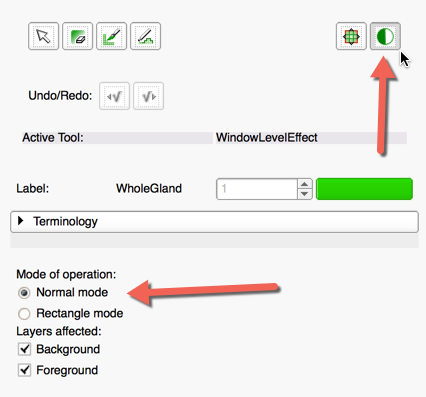 Undo/Redo:
Active Tool: WindowLevelEffect
Label: WholeGland 1
Terminology
Mode of operation:
Normal mode
Rectangle mode
Layers affected:
Background
Foreground